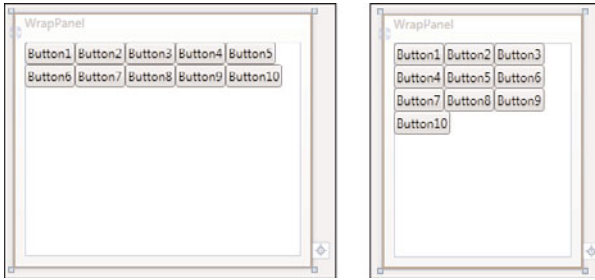 WrapPanel
Button1 Button2 Button3 Button4 Button5
Button6 Button7 Button8 Button9 Button10
WrapPanel
Button1 Button2 Button3
Button4 Button5 Button6
Button7 Button8 Button9
Button10